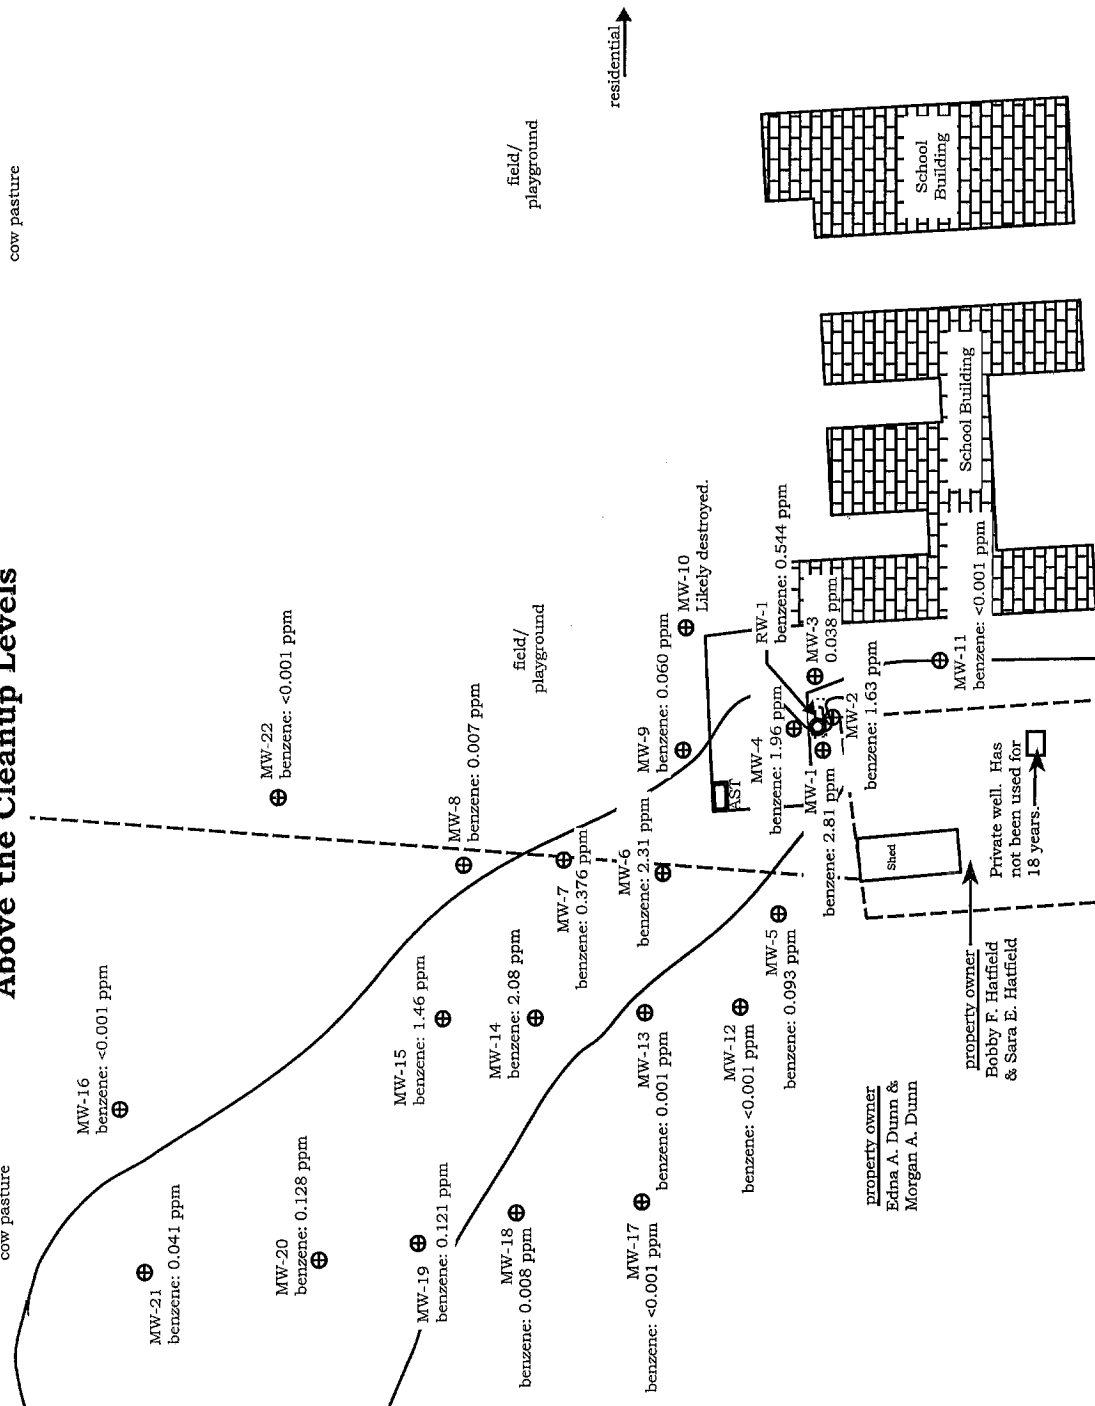 Above the Cleanup Levels
cow pasture
cow pasture
residential
field/
playground
field/
playground
School
Building
School Building
MW-22
benzene: <0.001 ppm
MW-16
benzene: <0.001 ppm
MW-8
benzene: 0.007 ppm
MW-9
benzene: 0.060 ppm
MW-10
Likely destroyed.
RW-1
benzene: 0.544 ppm
MW-3
0.038 ppm
MW-4
benzene: 1.96 ppm
MW-2
benzene: 1.63 ppm
MW-1
benzene: 2.81 ppm
MW-11
benzene: <0.001 ppm
AST
Shed
Private well. Has
not been used for
18 years.
property owner
Bobby F. Hatfield
& Sara E. Hatfield
property owner
Edna A. Dunn &
Morgan A. Dunn
MW-7
benzene: 0.376 ppm
MW-6
benzene: 2.31 ppm
MW-5
benzene: 0.093 ppm
MW-15
benzene: 1.46 ppm
MW-14
benzene: 2.08 ppm
MW-13
benzene: 0.001 ppm
MW-12
benzene: <0.001 ppm
MW-21
benzene: 0.041 ppm
MW-20
benzene: 0.128 ppm
MW-19
benzene: 0.121 ppm
MW-18
benzene: 0.008 ppm
MW-17
benzene: <0.001 ppm